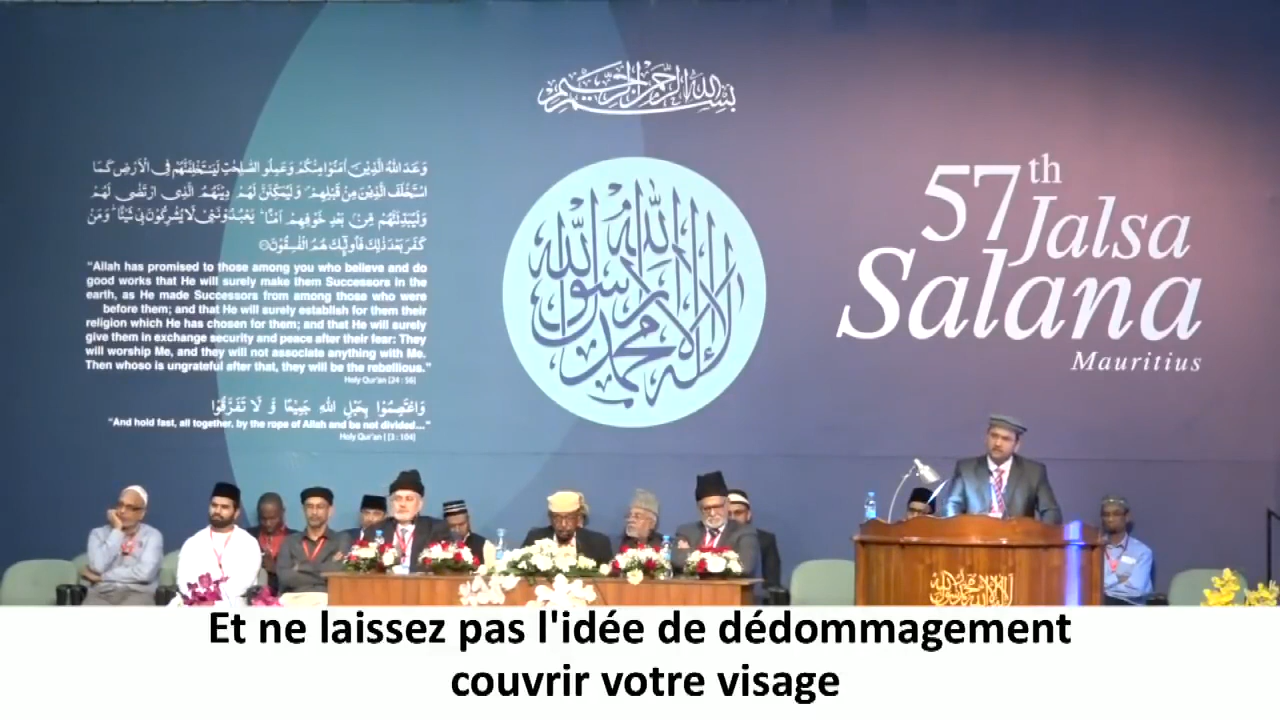 بسم الله الرحمن الرحيم
وَعَدَ اللّٰهُ الَّذِيْنَ اٰمَنُوْا مِنْكُمْ وَعَمِلُوا الصّٰلِحٰتِ لَيَسْتَخْلِفَنَّهُمْ فِى الْاَرْضِ كَمَا
اسْتَخْلَفَ الَّذِيْنَ مِنْ قَبْلِهِمْ وَلَيُمَكِّنَنَّ لَهُمْ دِيْنَهُمُ الَّذِى ارْتَضٰى لَهُمْ
وَلَيُبَدِّلَنَّهُمْ مِّنْۢ بَعْدِ خَوْفِهِمْ اَمْنًا يَعْبُدُوْنَنِىْ لَا يُشْرِكُوْنَ بِىْ شَيْئًا وَمَنْ
كَفَرَ بَعْدَ ذٰلِكَ فَاُولٰٓئِكَ هُمُ الْفٰسِقُوْنَ
"Allah has promised to those among you who believe and do
good works that He will surely make them Successors in the
earth, as He made Successors from among those who were
before them; and that He will surely establish for them their
religion which He has chosen for them; and that He will surely
give them in exchange security and peace after their fear: They
will worship Me, and they will not associate anything with Me.
Then whoso is ungrateful after that, they will be the rebellious."
Holy Qur'an [24 : 56]
وَاعْتَصِمُوْا بِحَبْلِ اللّٰهِ جَمِيْعًا وَّ لَا تَفَرَّقُوْا
"And hold fast, all together, by the rope of Allah and be not divided..."
Holy Qur'an | [3 : 104]
لا إله إلا الله محمد رسول الله
57th
Jalsa
Salana
Mauritius
لا اله الا الله محمد رسول الله
Et ne laissez pas l'idée de dédommagement
couvrir votre visage